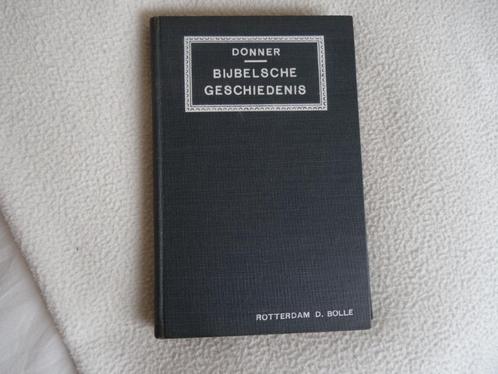 DONNER
BIJBELSCHE
GESCHIEDENIS
ROTTERDAM D. BOLLE